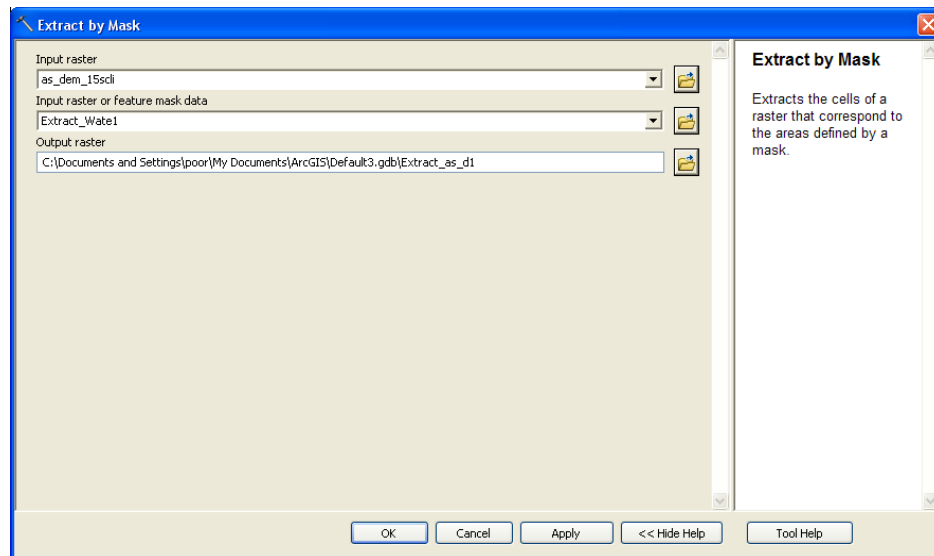 Extract by Mask
Input raster
as_dem_15scli
Input raster or feature mask data
Extract_Wate1
Output raster
C:\Documents and Settings\poor\My Documents\ArcGIS\Default3.gdb\Extract_as_d1
Extract by Mask
Extracts the cells of a
raster that correspond to
the areas defined by a
mask.
OK
Cancel
Apply
<< Hide Help
Tool Help